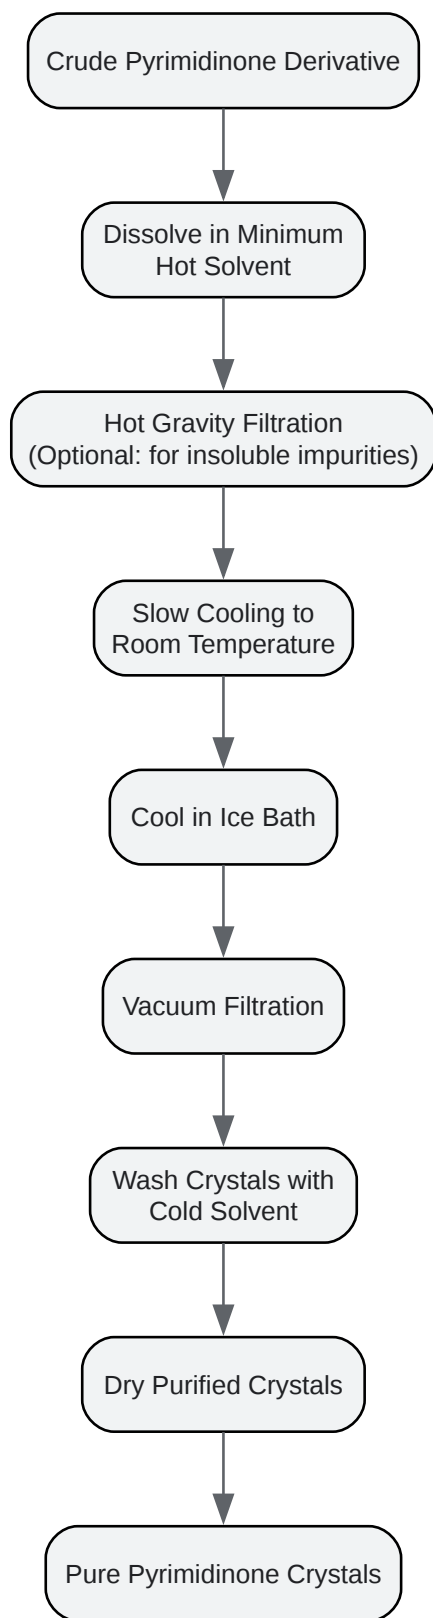 Crude Pyrimidinone Derivative
Dissolve in Minimum
Hot Solvent
Hot Gravity Filtration
(Optional: for insoluble impurities)
Slow Cooling to
Room Temperature
Cool in Ice Bath
Vacuum Filtration
Wash Crystals with
Cold Solvent
Dry Purified Crystals
Pure Pyrimidinone Crystals